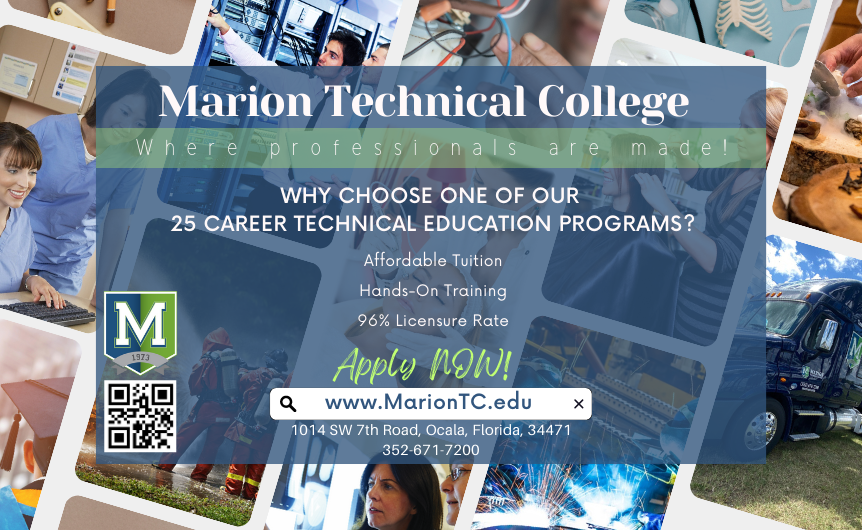 Marion Technical College
Where professionals are made!
WHY CHOOSE ONE OF OUR
25 CAREER TECHNICAL EDUCATION PROGRAMS?
Affordable Tuition
Hands-On Training
96% Licensure Rate
Apply NOW!
www.MarionTC.edu
1014 SW 7th Road, Ocala, Florida, 34471
352-671-7200
M
1973